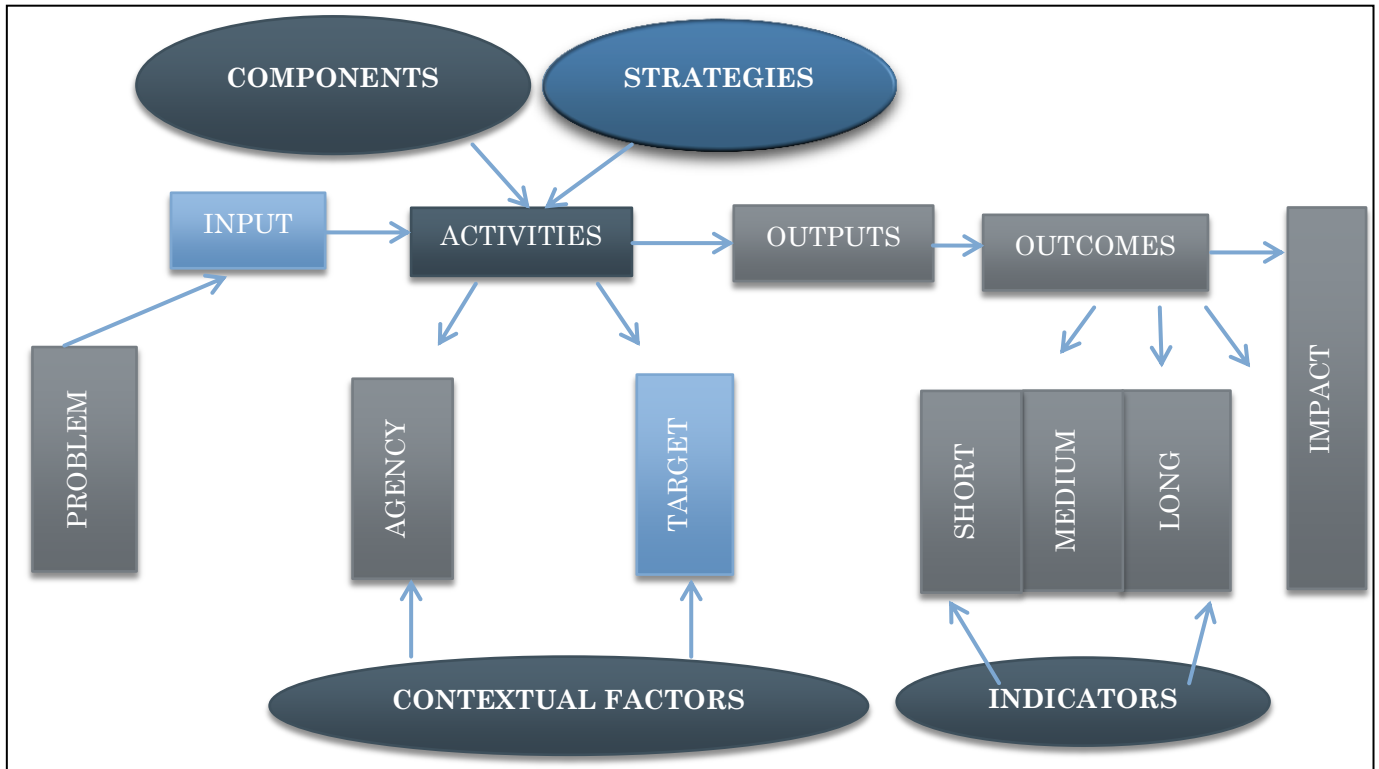 COMPONENTS
STRATEGIES
INPUT
ACTIVITIES
OUTPUTS
OUTCOMES
IMPACT
PROBLEM
AGENCY
TARGET
SHORT
MEDIUM
LONG
CONTEXTUAL FACTORS
INDICATORS